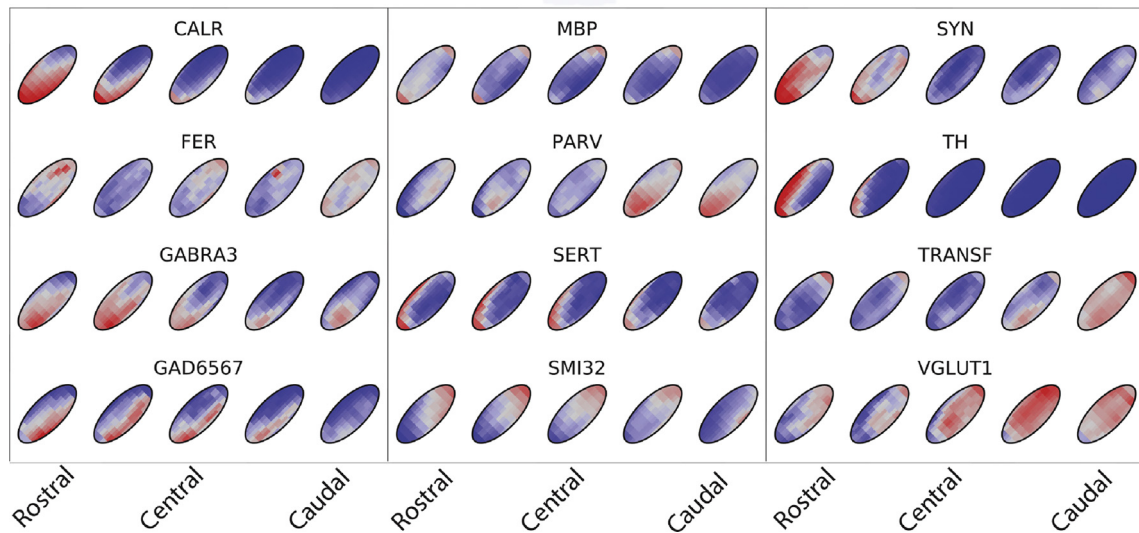 CALR MBP SYN
FER PARV TH
GABRA3 SERT TRANSF
GAD6567 SMI32 VGLUT1
Rostral Central Caudal Rostral Central Caudal Rostral Central Caudal